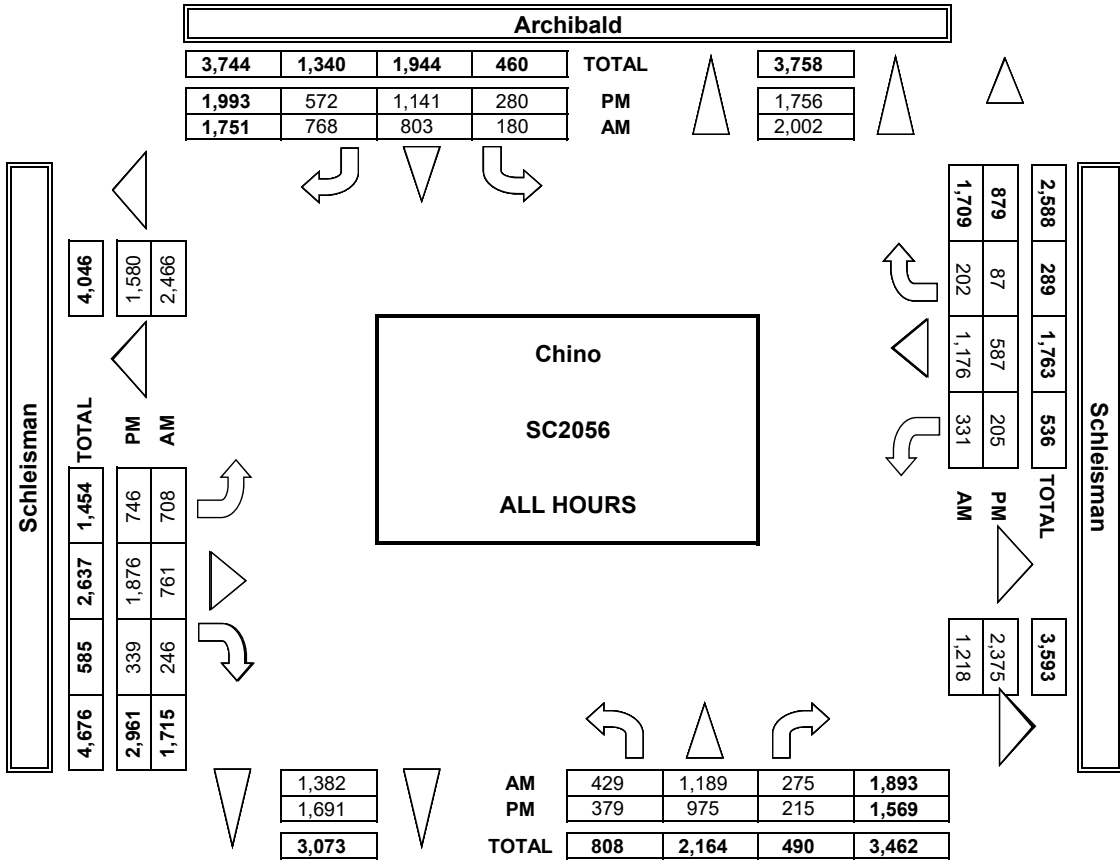 Archibald
3,744 1,340 1,944 460 TOTAL 3,758
1,993 572 1,141 280 PM 1,756
1,751 768 803 180 AM 2,002
Schleisman
4,046
1,580
2,466
TOTAL 1,454 2,637 585 4,676
PM 746 1,876 339 2,961
AM 708 761 246 1,715
Chino
SC2056
ALL HOURS
2,588 289 1,763 536 TOTAL 3,593
879 87 587 205 PM 2,375
1,709 202 1,176 331 AM 1,218
Schleisman
1,382 AM 429 1,189 275 1,893
1,691 PM 379 975 215 1,569
3,073 TOTAL 808 2,164 490 3,462